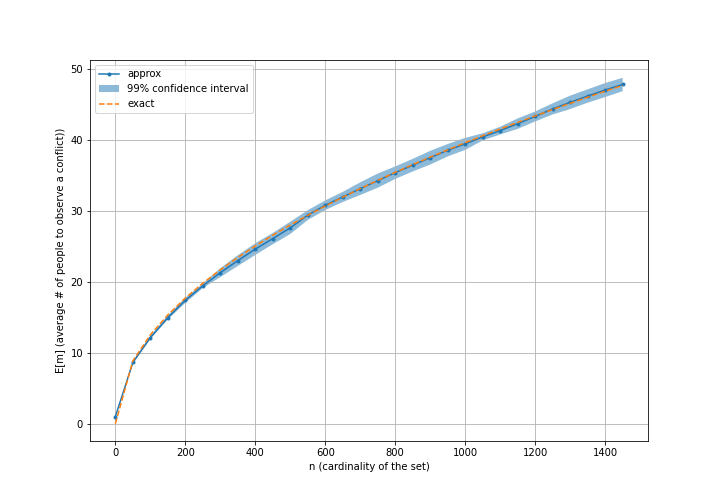 50
40
30
20
10
0
E[m] (average # of people to observe a conflict))
approx
99% confidence interval
exact
0 200 400 600 800 1000 1200 1400
n (cardinality of the set)